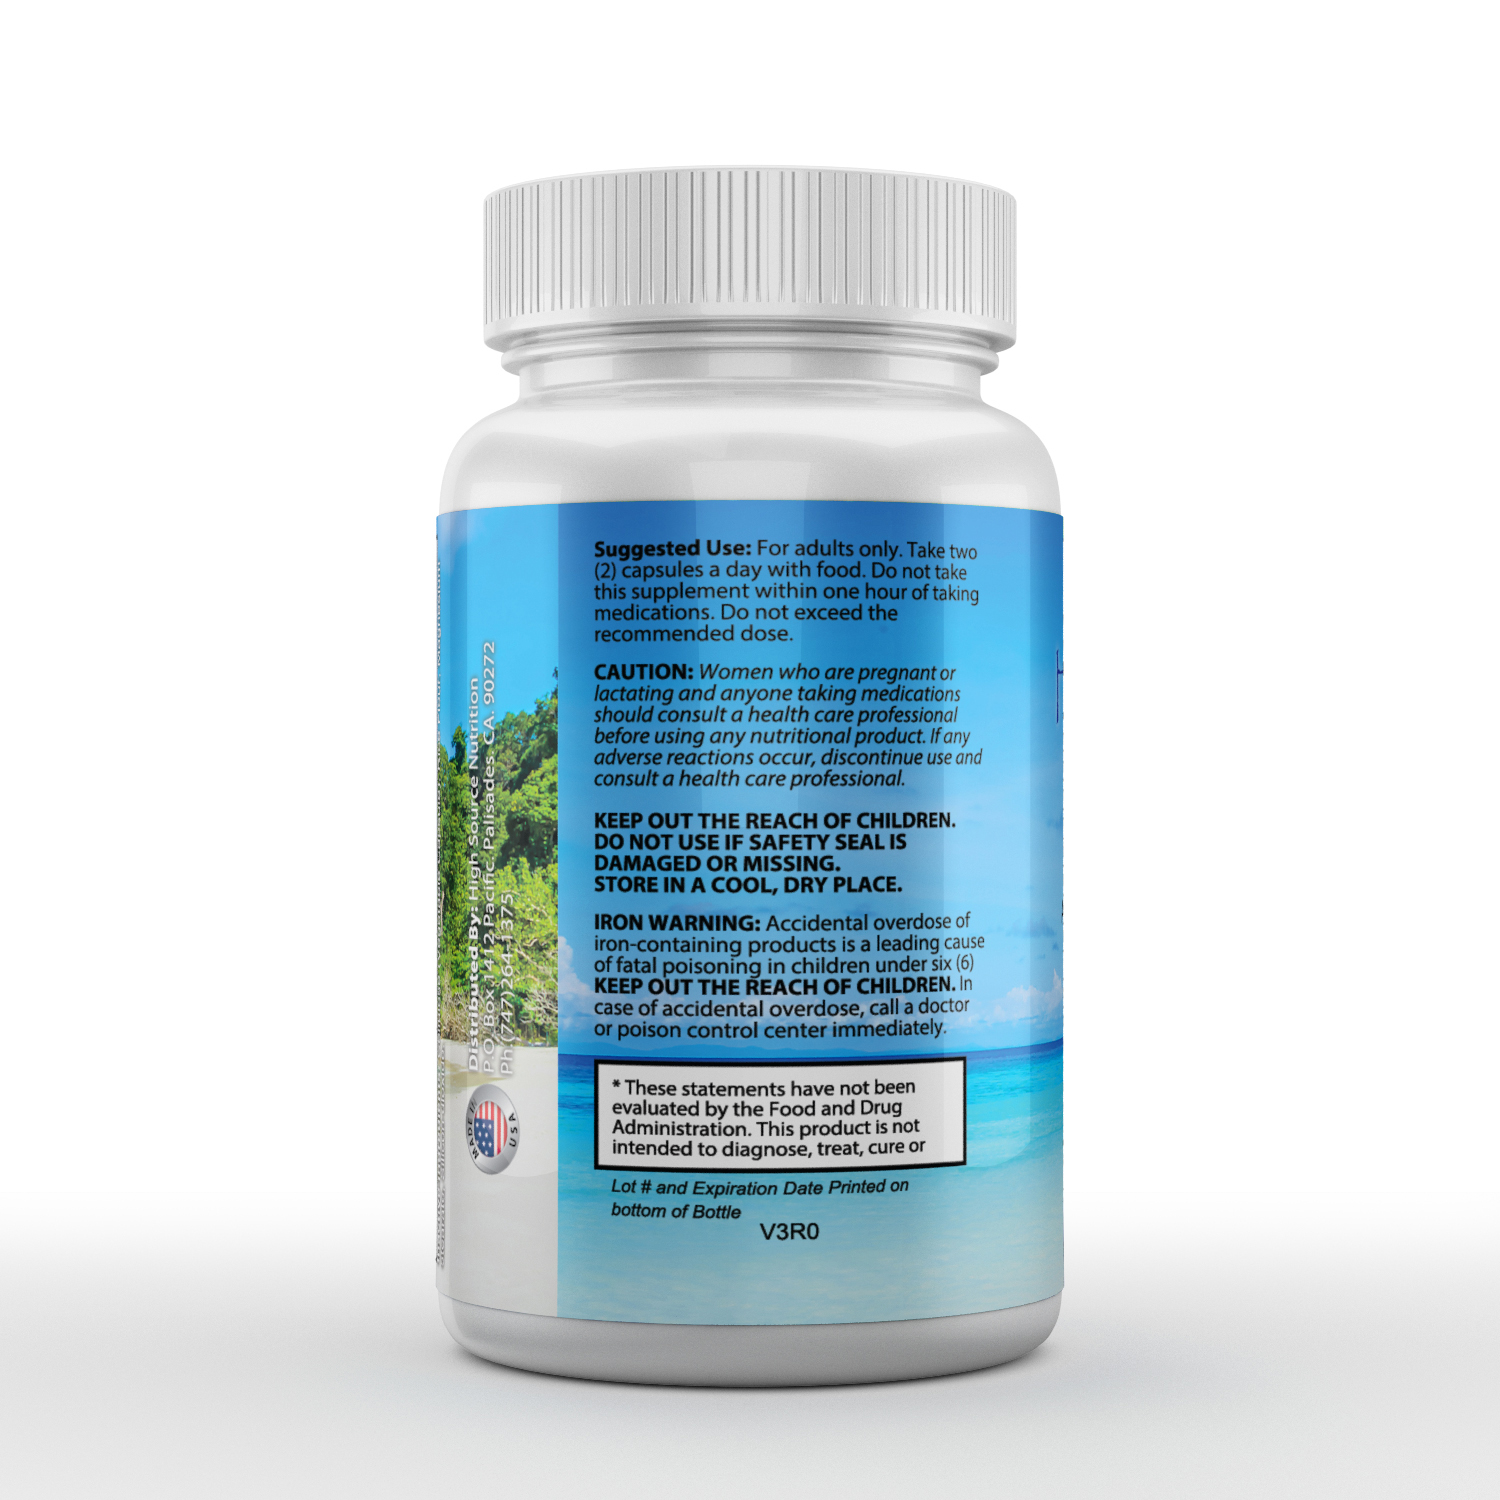 Suggested Use: For adults only. Take two
(2) capsules a day with food. Do not take
this supplement within one hour of taking
medications. Do not exceed the
recommended dose.
CAUTION: Women who are pregnant or
lactating and anyone taking medications
should consult a health care professional
before using any nutritional product. If any
adverse reactions occur, discontinue use and
consult a health care professional.
KEEP OUT THE REACH OF CHILDREN.
DO NOT USE IF SAFETY SEAL IS
DAMAGED OR MISSING.
STORE IN A COOL, DRY PLACE.
IRON WARNING: Accidental overdose of
iron-containing products is a leading cause
of fatal poisoning in children under six (6)
KEEP OUT THE REACH OF CHILDREN. In
case of accidental overdose, call a doctor
or poison control center immediately.
* These statements have not been
evaluated by the Food and Drug
Administration. This product is not
intended to diagnose, treat, cure or
Lot # and Expiration Date Printed on
bottom of Bottle
V3R0
Distributed By: High Source Nutrition
P.O. Box 1412 Pacific Palisades. CA. 90272
Ph (747) 264-1375)
MADE IN
USA